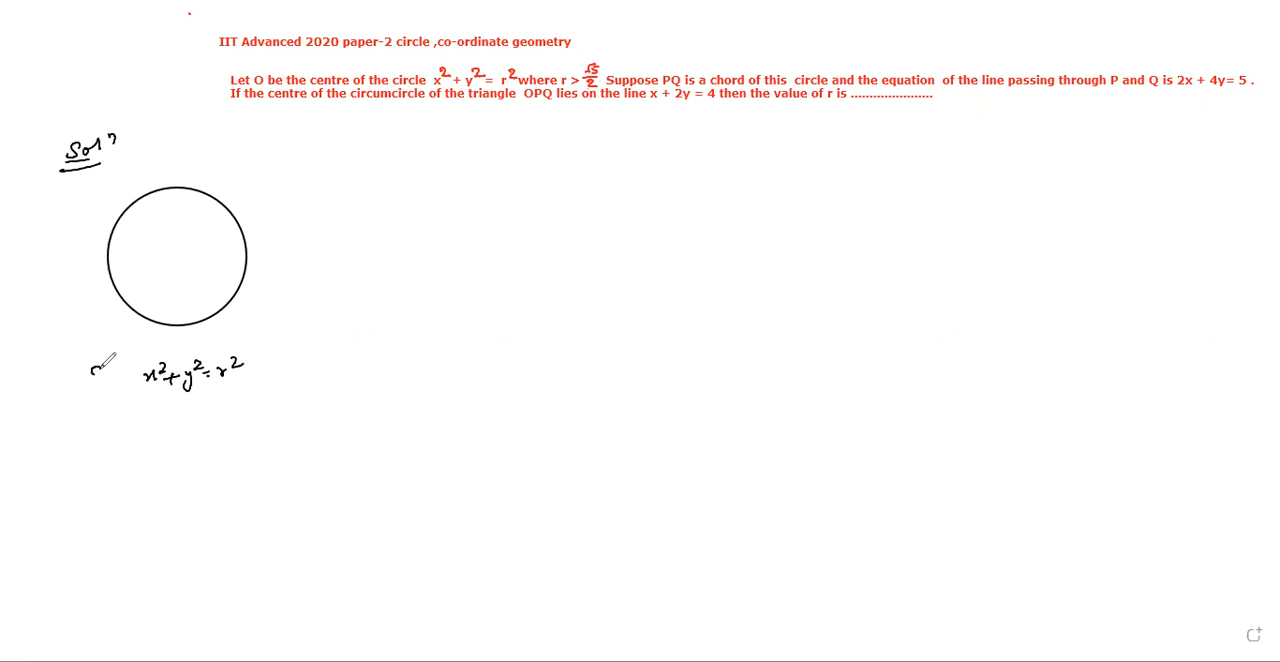 IIT Advanced 2020 paper-2 circle ,co-ordinate geometry
Let O be the centre of the circle x² + y² = r² where r > √5/2 Suppose PQ is a chord of this circle and the equation of the line passing through P and Q is 2x + 4y= 5 .
If the centre of the circumcircle of the triangle OPQ lies on the line x + 2y = 4 then the value of r is ......................
Solⁿ
x²+y²=r²